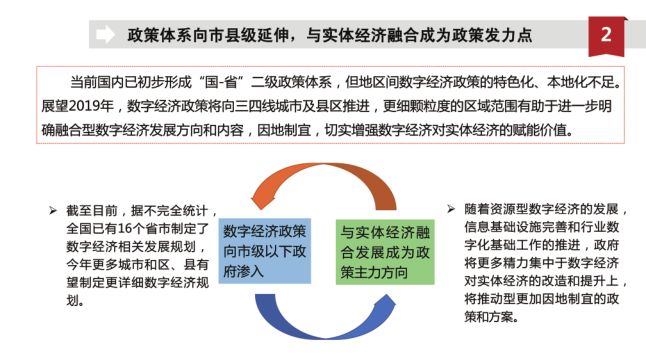 政策体系向市县级延伸，与实体经济融合成为政策发力点
2
当前国内已初步形成“国-省”二级政策体系，但地区间数字经济政策的特色化、本地化不足。
展望2019年，数字经济政策将向三四线城市及县区推进，更细颗粒度的区域范围有助于进一步明
确融合型数字经济发展方向和内容，因地制宜，切实增强数字经济对实体经济的赋能价值。
➢ 截至目前，据不完全统计，
全国已有16个省市制定了
数字经济相关发展规划，
今年更多城市和区、县有
望制定更详细数字经济规
划。
数字经济政策
向市级以下政
府渗入
与实体经济融
合发展成为政
策主力方向
➢ 随着资源型数字经济的发展，
信息基础设施完善和行业数
字化基础工作的推进，政府
将更多精力集中于数字经济
对实体经济的改造和提升上，
将推动型更加因地制宜的政
策和方案。